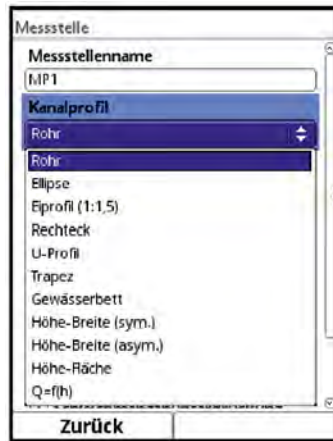 Messstelle
Messstellenname
MP1
Kanalprofil
Rohr
Rohr
Ellipse
Eiprofil (1:1,5)
Rechteck
U-Profil
Trapez
Gewässerbett
Höhe-Breite (sym.)
Höhe-Breite (asym.)
Höhe-Fläche
Q=f(h)
Zurück